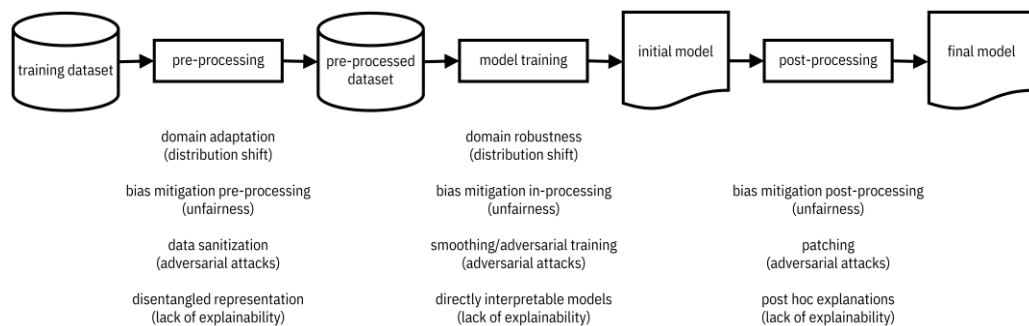 training dataset
pre-processing
pre-processed
dataset
model training
initial model
post-processing
final model
domain adaptation
(distribution shift)
domain robustness
(distribution shift)
bias mitigation pre-processing
(unfairness)
bias mitigation in-processing
(unfairness)
bias mitigation post-processing
(unfairness)
data sanitization
(adversarial attacks)
smoothing/adversarial training
(adversarial attacks)
patching
(adversarial attacks)
disentangled representation
(lack of explainability)
directly interpretable models
(lack of explainability)
post hoc explanations
(lack of explainability)